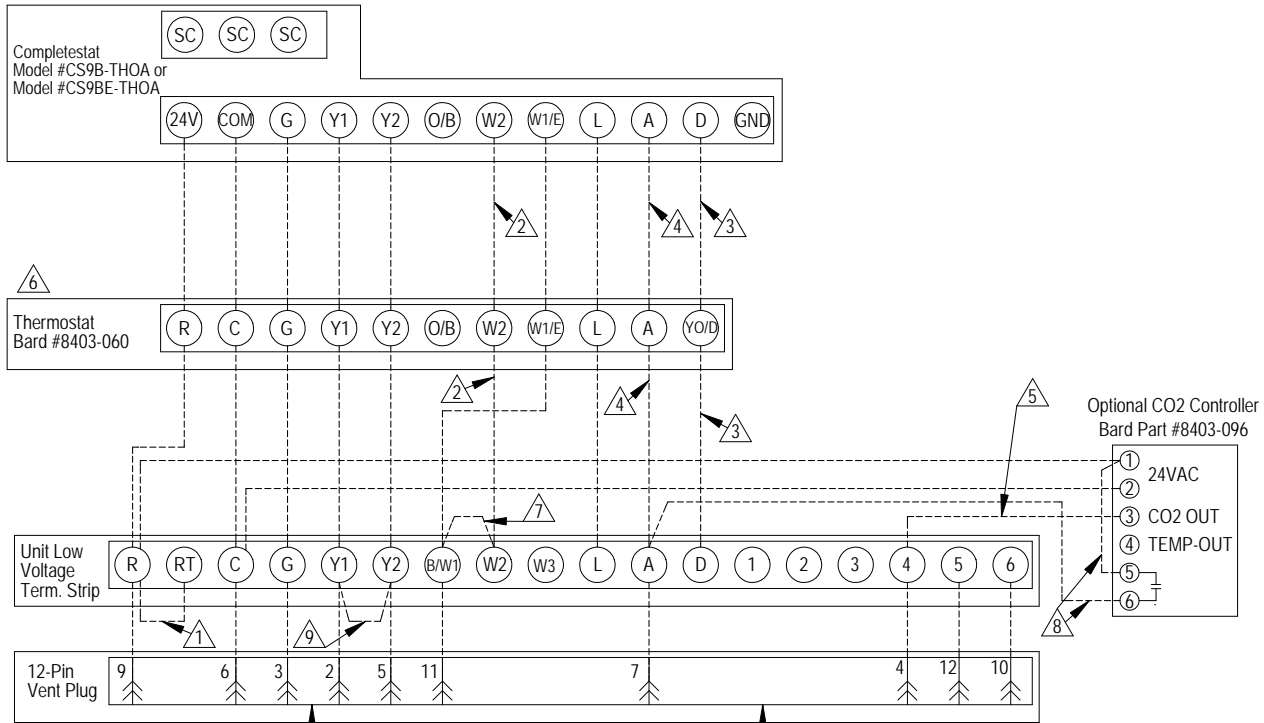 SC SC SC
Completestat
Model #CS9B-THOA or
Model #CS9BE-THOA
24V COM G Y1 Y2 O/B W2 W1/E L A D GND
2 4 3
6
Thermostat
Bard #8403-060
R C G Y1 Y2 O/B W2 W1/E L A YO/D
2 4 3 5
Optional CO2 Controller
Bard Part #8403-096
1
24VAC
2
3 CO2 OUT
4 TEMP-OUT
5
6
7
8
Unit Low
Voltage
Term. Strip
R RT C G Y1 Y2 B/W1 W2 W3 L A D 1 2 3 4 5 6
1 9
12-Pin
Vent Plug
9 6 3 2 5 11 7 4 12 10